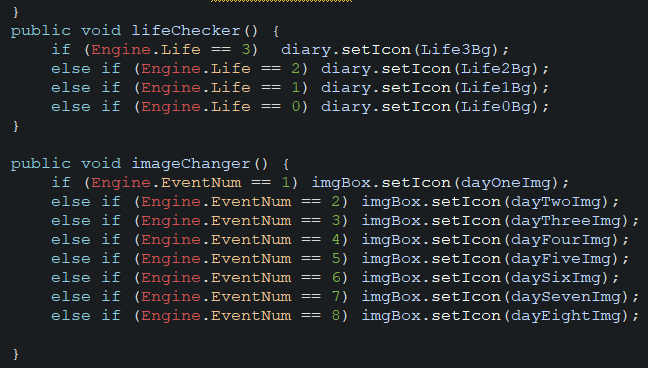 }
public void lifeChecker() {
    if (Engine.Life == 3)  diary.setIcon(Life3Bg);
    else if (Engine.Life == 2) diary.setIcon(Life2Bg);
    else if (Engine.Life == 1) diary.setIcon(Life1Bg);
    else if (Engine.Life == 0) diary.setIcon(Life0Bg);
}
public void imageChanger() {
    if (Engine.EventNum == 1) imgBox.setIcon(dayOneImg);
    else if (Engine.EventNum == 2) imgBox.setIcon(dayTwoImg);
    else if (Engine.EventNum == 3) imgBox.setIcon(dayThreeImg);
    else if (Engine.EventNum == 4) imgBox.setIcon(dayFourImg);
    else if (Engine.EventNum == 5) imgBox.setIcon(dayFiveImg);
    else if (Engine.EventNum == 6) imgBox.setIcon(daySixImg);
    else if (Engine.EventNum == 7) imgBox.setIcon(daySevenImg);
    else if (Engine.EventNum == 8) imgBox.setIcon(dayEightImg);
}